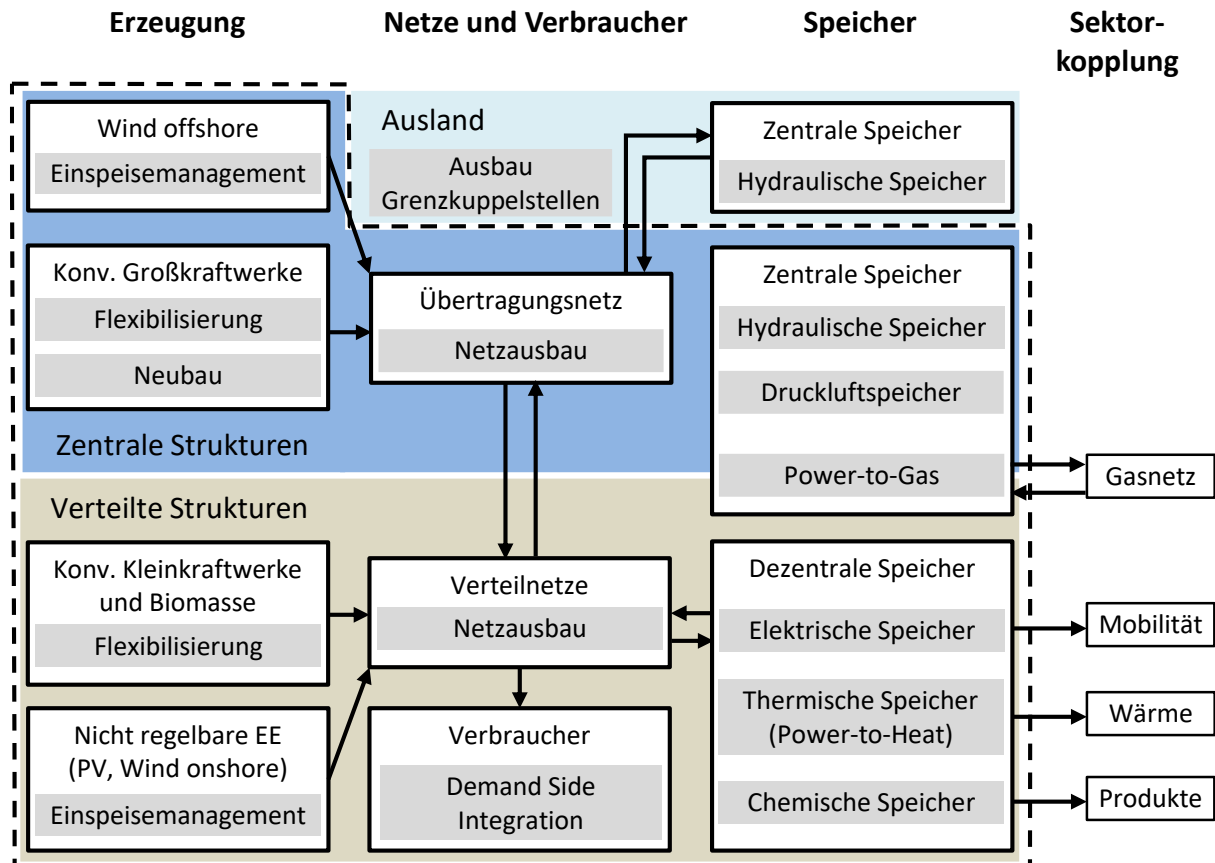 Erzeugung
Netze und Verbraucher
Speicher
Sektor-
kopplung
Wind offshore
Einspeisemanagement
Ausland
Ausbau
Grenzkuppelstellen
Zentrale Speicher
Hydraulische Speicher
Konv. Großkraftwerke
Flexibilisierung
Neubau
Übertragungsnetz
Netzausbau
Zentrale Speicher
Hydraulische Speicher
Druckluftspeicher
Power-to-Gas
Gasnetz
Zentrale Strukturen
Verteilte Strukturen
Konv. Kleinkraftwerke
und Biomasse
Flexibilisierung
Verteilnetze
Netzausbau
Dezentrale Speicher
Elektrische Speicher
Mobilität
Thermische Speicher
(Power-to-Heat)
Wärme
Chemische Speicher
Produkte
Nicht regelbare EE
(PV, Wind onshore)
Einspeisemanagement
Verbraucher
Demand Side
Integration